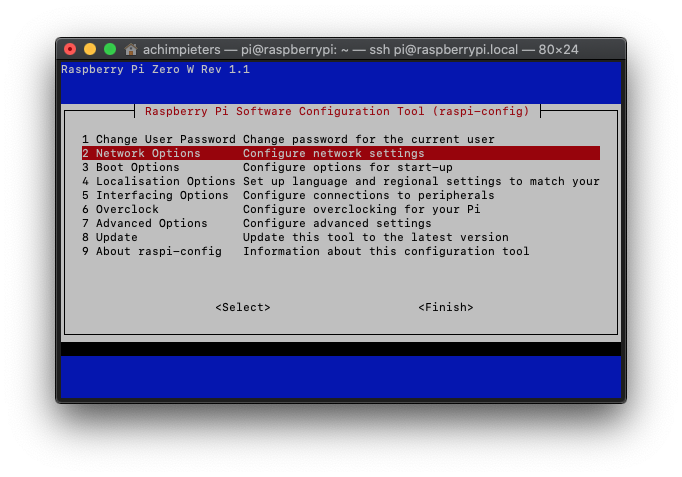 achimpieters — pi@raspberrypi: ~ — ssh pi@raspberrypi.local — 80×24
Raspberry Pi Zero W Rev 1.1
Raspberry Pi Software Configuration Tool (raspi-config)
1 Change User Password Change password for the current user
2 Network Options Configure network settings
3 Boot Options Configure options for start-up
4 Localisation Options Set up language and regional settings to match your
5 Interfacing Options Configure connections to peripherals
6 Overclock Configure overclocking for your Pi
7 Advanced Options Configure advanced settings
8 Update Update this tool to the latest version
9 About raspi-config Information about this configuration tool
<Select> <Finish>